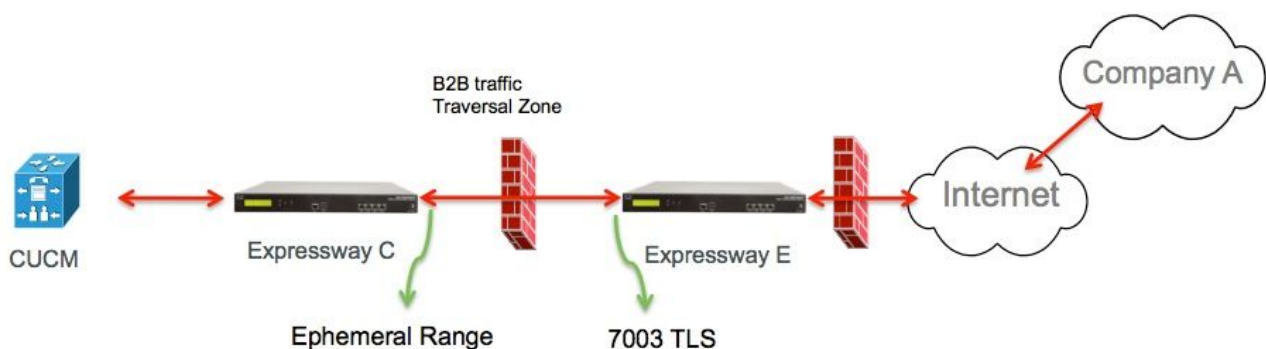 Company A
B2B traffic
Traversal Zone
Internet
CUCM
Expressway C
Expressway E
Ephemeral Range
7003 TLS